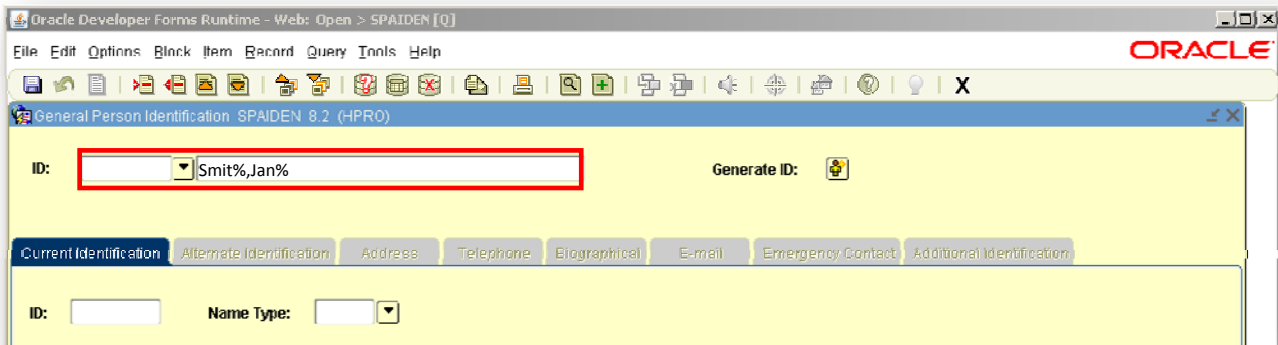 Oracle Developer Forms Runtime - Web: Open > SPAIDEN [Q]
File Edit Options Block Item Record Query Tools Help
ORACLE
X
General Person Identification SPAIDEN 8.2 (HPRO)
ID: Smit%,Jan% Generate ID:
Current Identification Alternate Identification Address Telephone Biographical E-mail Emergency Contact Additional Identification
ID: Name Type: